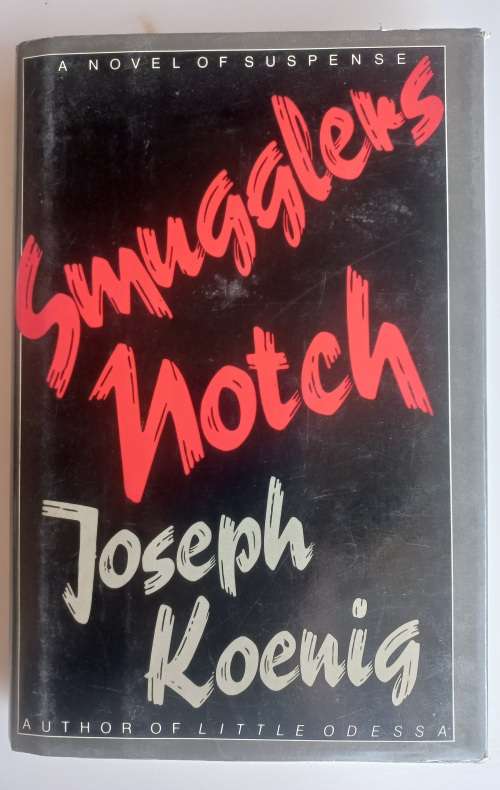 A NOVEL OF SUSPENSE
Smugglers
Notch
Joseph
Koenig
AUTHOR OF LITTLE ODESSA